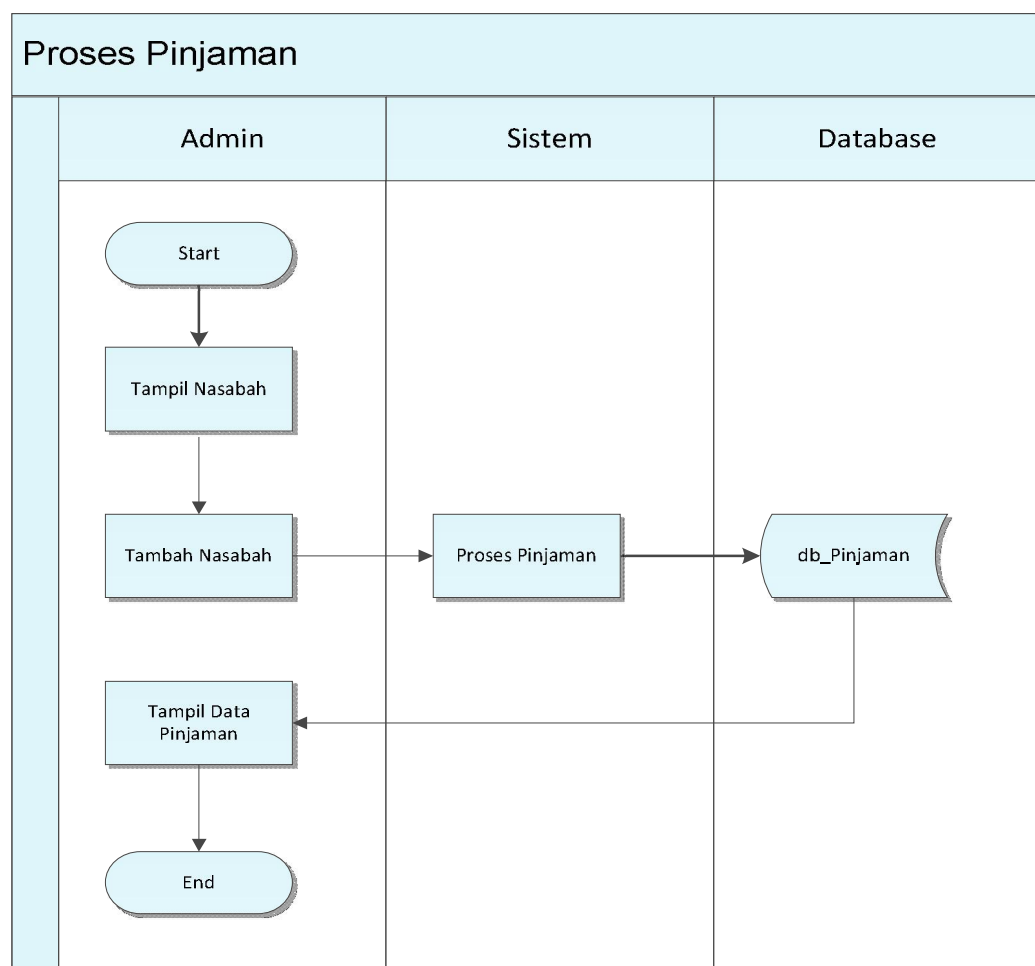 Proses Pinjaman
Admin
Sistem
Database
Start
Tampil Nasabah
Tambah Nasabah
Proses Pinjaman
db_Pinjaman
Tampil Data
Pinjaman
End